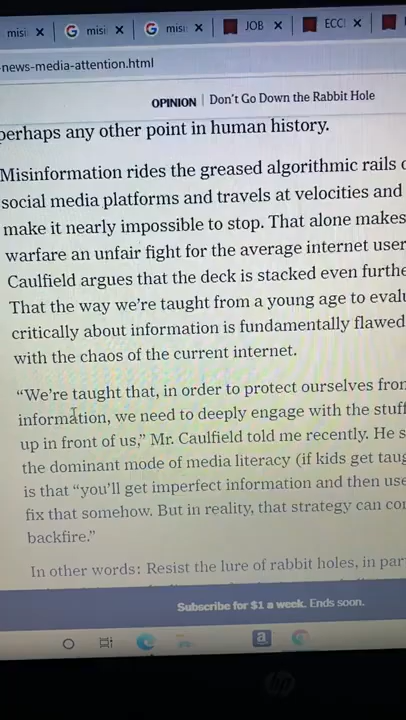 misi
misi
misi
JOB
ECC
-news-media-attention.html
OPINION | Don't Go Down the Rabbit Hole
perhaps any other point in human history.
Misinformation rides the greased algorithmic rails
social media platforms and travels at velocities and
make it nearly impossible to stop. That alone makes
warfare an unfair fight for the average internet user
Caulfield argues that the deck is stacked even furthe
That the way we're taught from a young age to evalu
critically about information is fundamentally flawed
with the chaos of the current internet.
“We're taught that, in order to protect ourselves from
information, we need to deeply engage with the stuff
up in front of us,” Mr. Caulfield told me recently. He s
the dominant mode of media literacy (if kids get taug
is that “you'll get imperfect information and then use
fix that somehow. But in reality, that strategy can co
backfire.”
In other words: Resist the lure of rabbit holes, in par
Subscribe for $1 a week. Ends soon.
a
hp